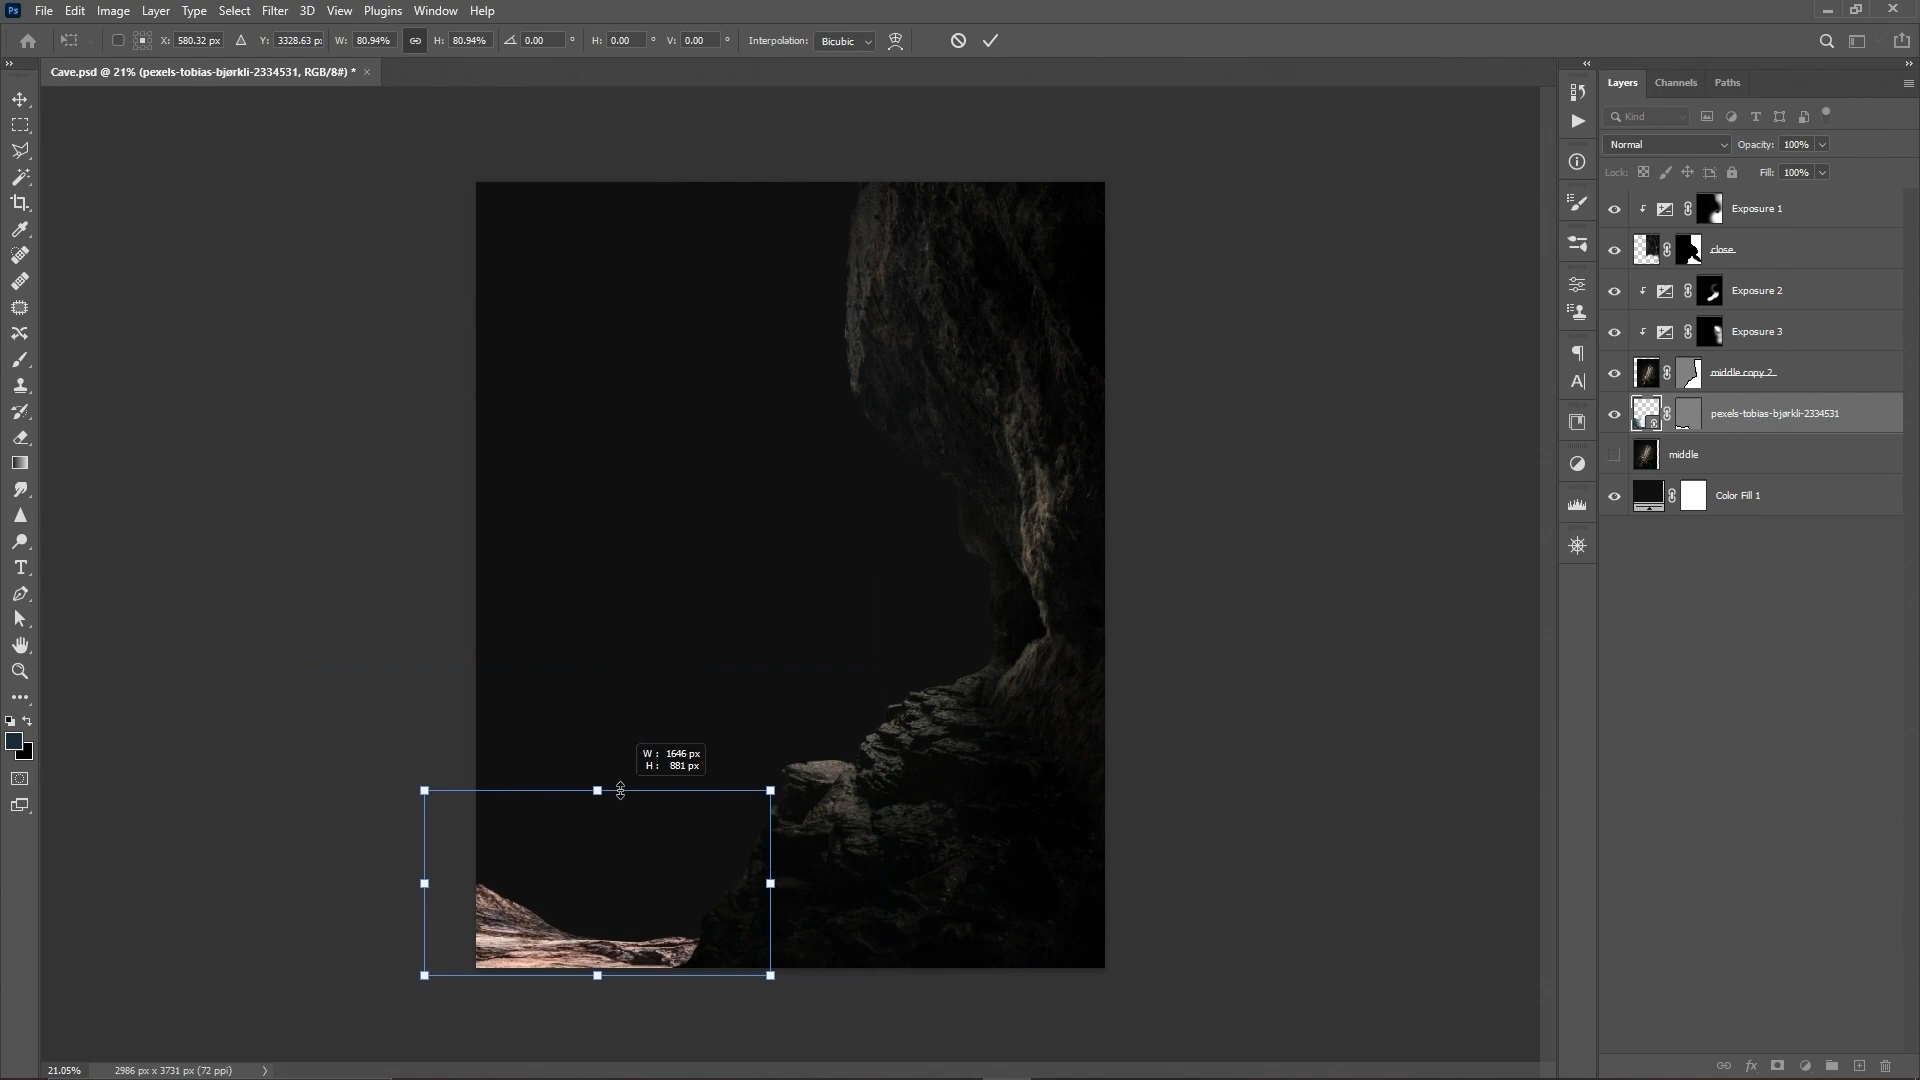 Ps File Edit Image Layer Type Select Filter 3D View Plugins Window Help
X: 580.32 px Y: 3328.63 px W: 80.94% H: 80.94% 0.00 ° H: 0.00 ° V: 0.00 ° Interpolation: Bicubic
Cave.psd @ 21% (pexels-tobias-bjørkli-2334531, RGB/8#) * ×
Layers Channels Paths
Kind
Normal Opacity: 100%
Lock: Fill: 100%
Exposure 1
close
Exposure 2
Exposure 3
middle copy 2
pexels-tobias-bjørkli-2334531
middle
Color Fill 1
W : 1646 px
H : 881 px
21.05% 2986 px x 3731 px (72 ppi)